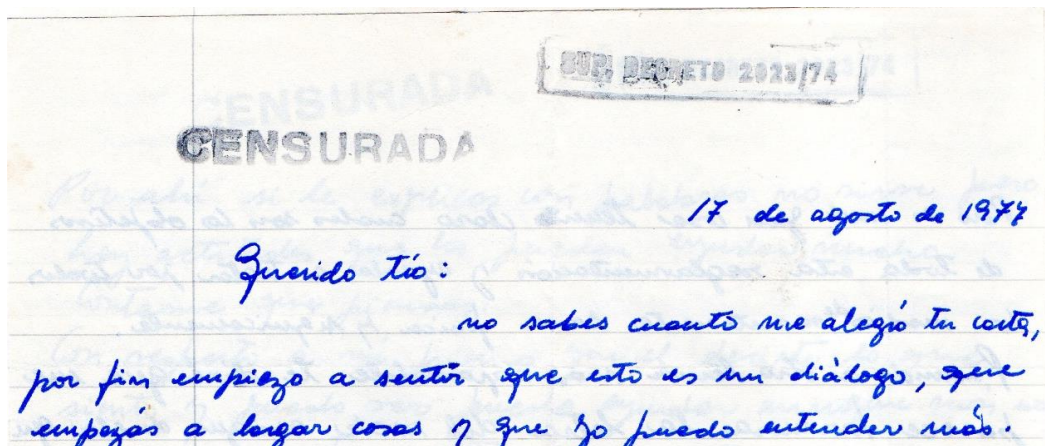 SUP. DECRETO 2023/74
CENSURADA
17 de agosto de 1977
Querido tío:
no sabes cuanto me alegró tu carta,
por fin empiezo a sentir que esto es un diálogo, que
empezás a largar cosas y que yo puedo entender más.